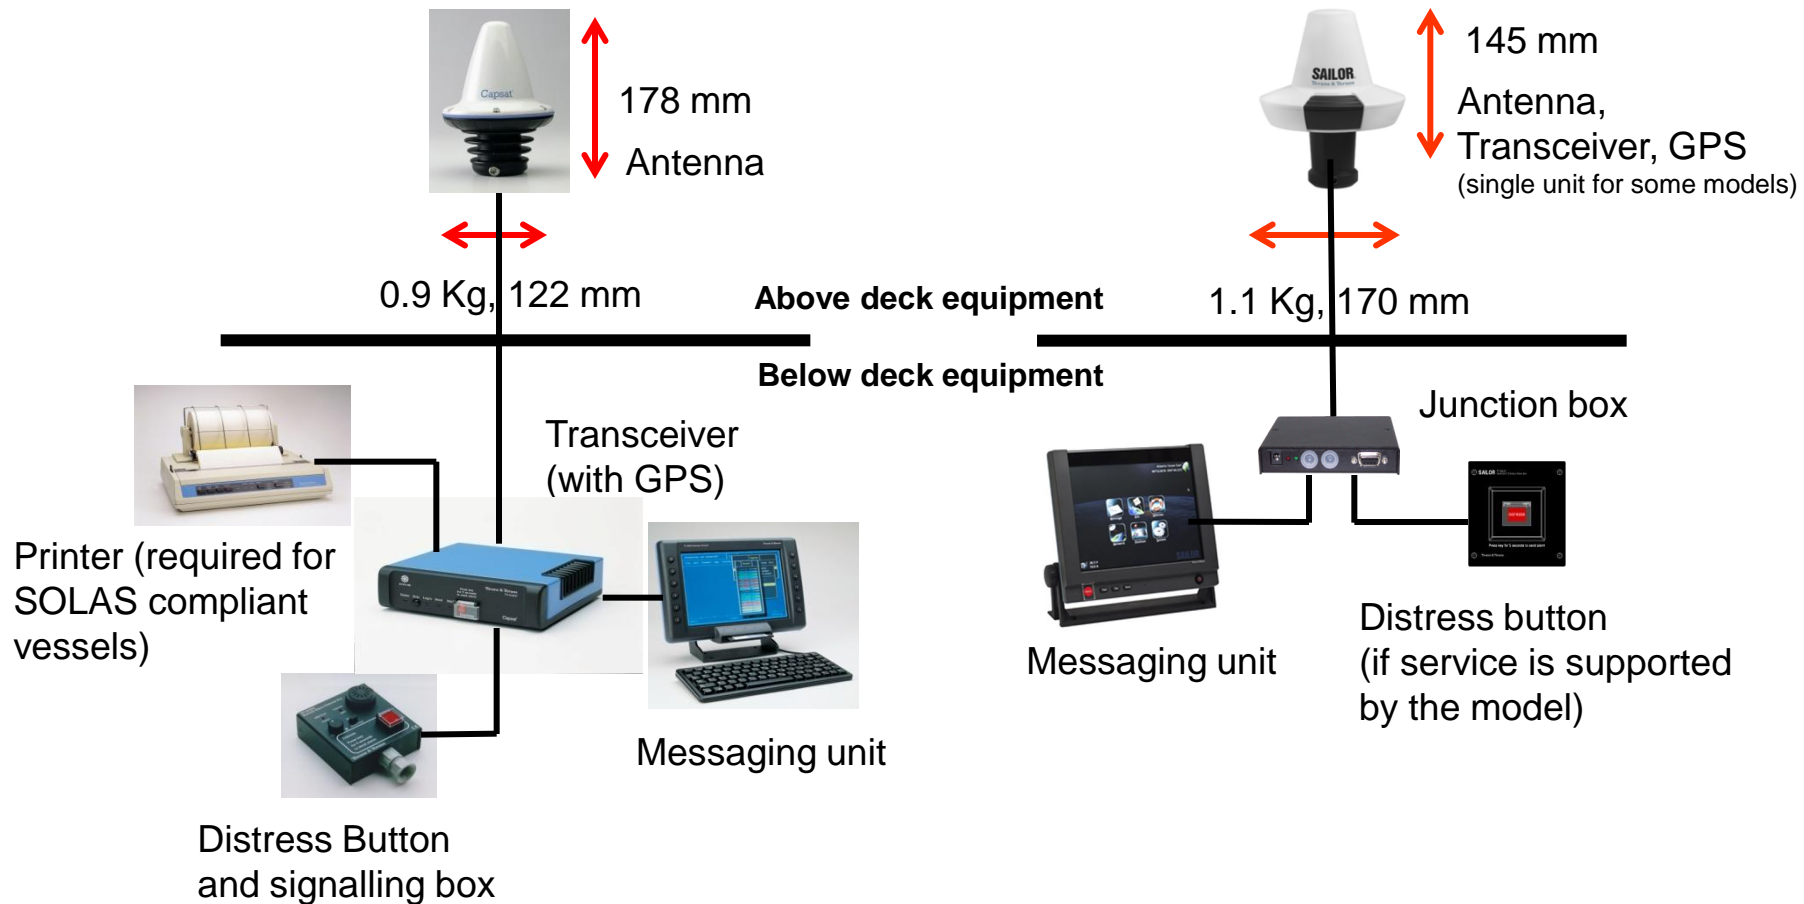 Capsat
178 mm
Antenna
0.9 Kg, 122 mm
Above deck equipment
Below deck equipment
Transceiver
(with GPS)
Printer (required for
SOLAS compliant
vessels)
Capsat
Messaging unit
Distress Button
and signalling box
SAILOR
145 mm
Antenna,
Transceiver, GPS
(single unit for some models)
1.1 Kg, 170 mm
Junction box
SAILOR
SAILOR
Messaging unit
Distress button
(if service is supported
by the model)